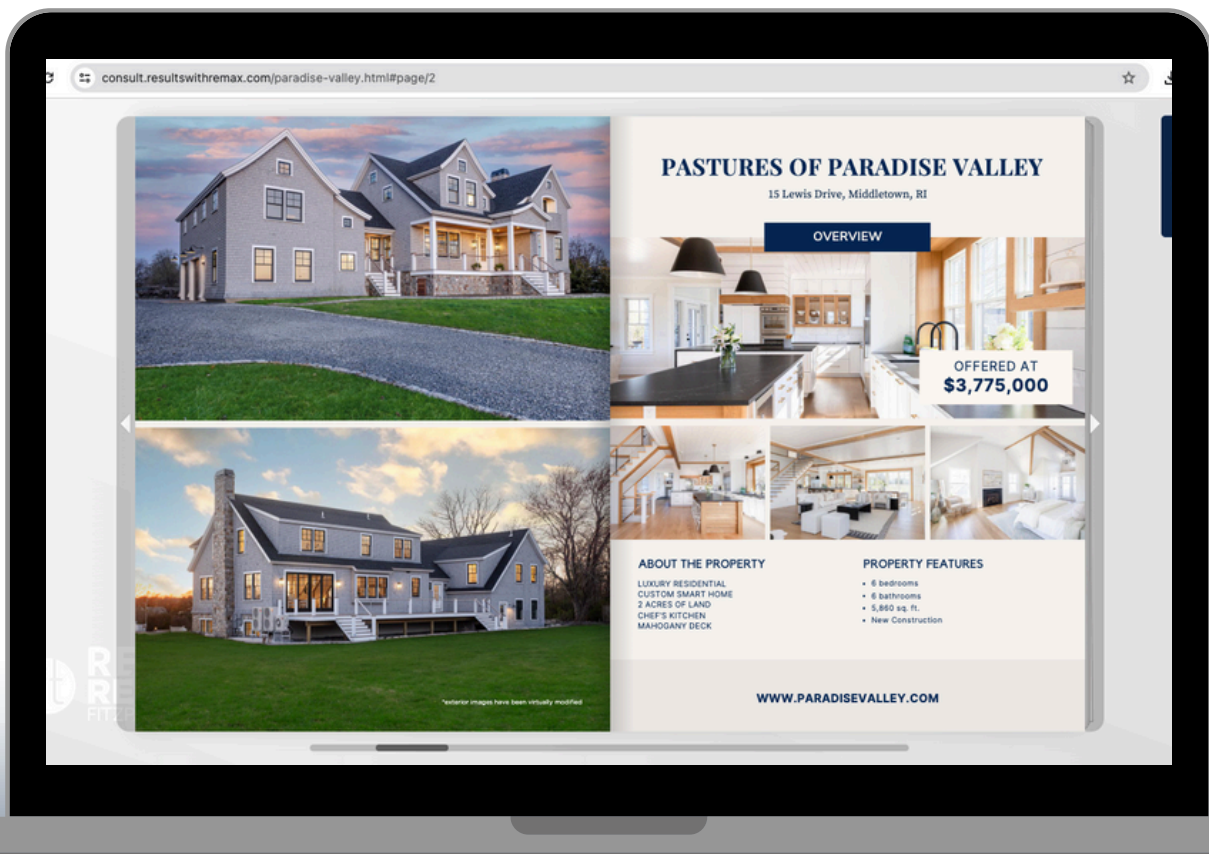 consult.resultswithremax.com/paradise-valley.html#page/2
PASTURES OF PARADISE VALLEY
15 Lewis Drive, Middletown, RI
OVERVIEW
OFFERED AT
$3,775,000
ABOUT THE PROPERTY
LUXURY RESIDENTIAL
CUSTOM SMART HOME
2 ACRES OF LAND
CHEF'S KITCHEN
MAHOGANY DECK
PROPERTY FEATURES
• 6 bedrooms
• 6 bathrooms
• 5,860 sq. ft.
• New Construction
*exterior images have been virtually modified
WWW.PARADISEVALLEY.COM